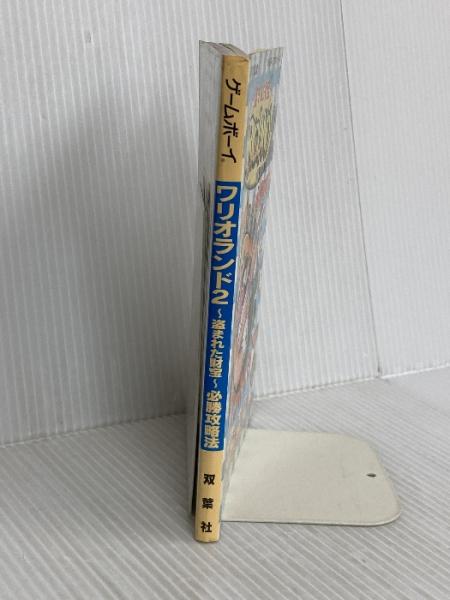 ゲームボーイ
ワリオランド2
～盗まれた財宝～
必勝攻略法
双葉社